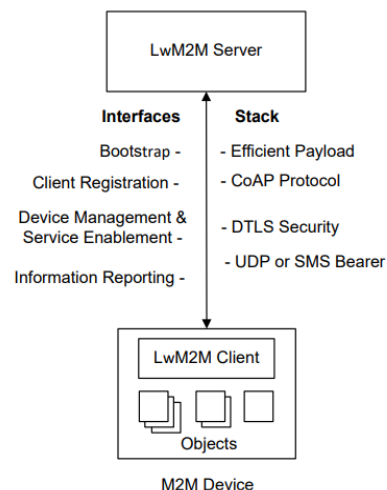 LwM2M Server
Interfaces
Stack
Bootstrap -
- Efficient Payload
Client Registration -
- CoAP Protocol
Device Management &
Service Enablement -
- DTLS Security
- UDP or SMS Bearer
Information Reporting -
LwM2M Client
Objects
M2M Device